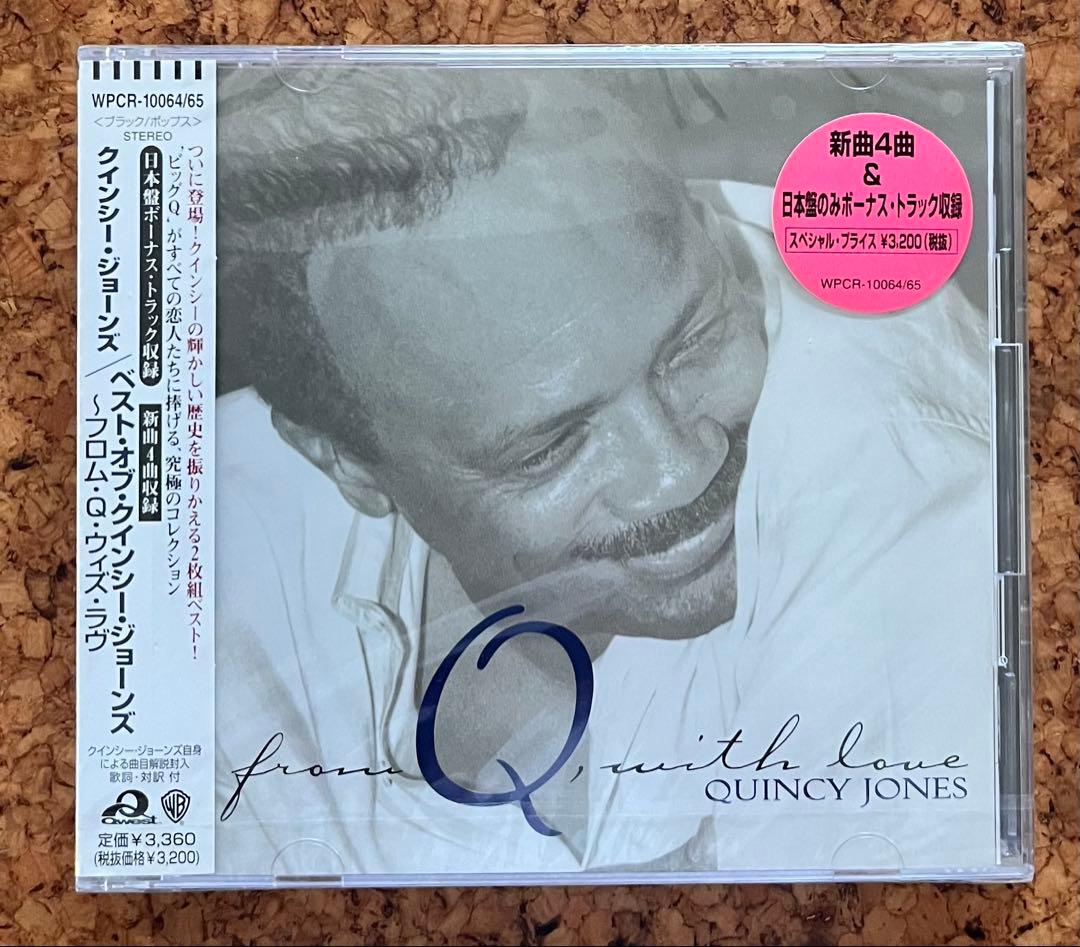 WPCR-10064/65
<ブラック/ポップス>
STEREO
ついに登場!クインシーの輝かしい歴史を振りかえる2枚組ベスト!
"ビッグQ"がすべての恋人たちに捧げる、究極のコレクション
日本盤ボーナス・トラック収録
新曲4曲収録
クインシー・ジョーンズ/ベスト・オブ・クインシー・ジョーンズ
~フロム・Q・ウィズ・ラヴ
クインシー・ジョーンズ自身
による曲目解説封入
歌詞・対訳 付
Qwest
WB
定価¥3,360
(税抜価格¥3,200)
新曲4曲
&
日本盤のみボーナス・トラック収録
スペシャル・プライス ¥3,200(税抜)
WPCR-10064/65
from Q, with love
QUINCY JONES